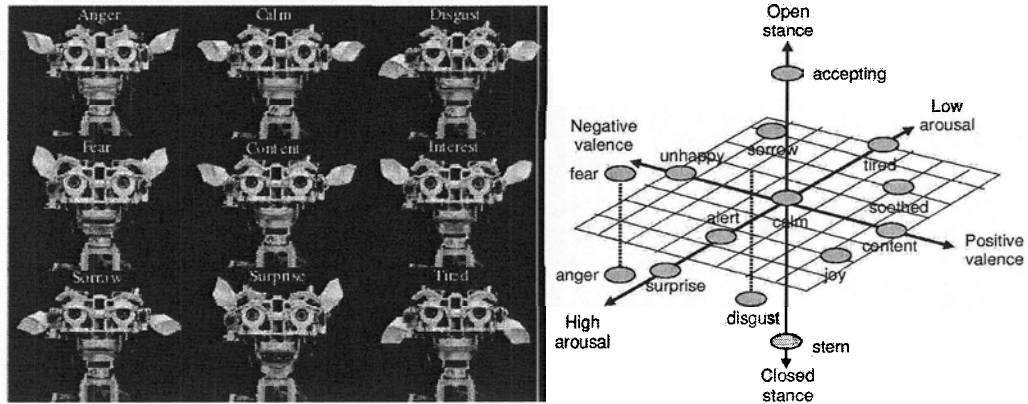 Anger
Calm
Disgust
Fear
Content
Interest
Sorrow
Surprise
Tired
Open
stance
accepting
Low
arousal
Negative
valence
unhappy
sorrow
tired
fear
soothed
alert
calm
content
Positive
valence
anger
surprise
joy
disgust
High
arousal
stern
Closed
stance